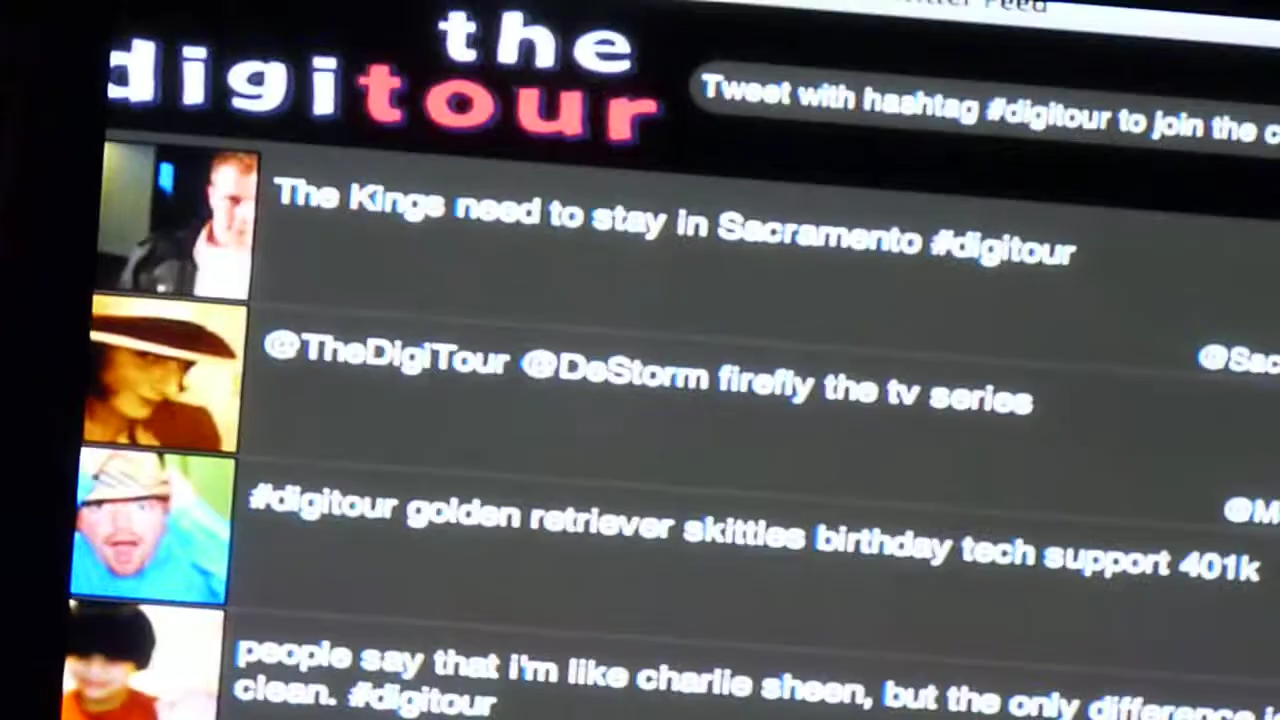 Feed
the
digitour
Tweet with hashtag #digitour to join the
The Kings need to stay in Sacramento #digitour
@Sac
@TheDigiTour @DeStorm firefly the tv series
@M
#digitour golden retriever skittles birthday tech support 401k
people say that i'm like charlie sheen, but the only difference
clean. #digitour